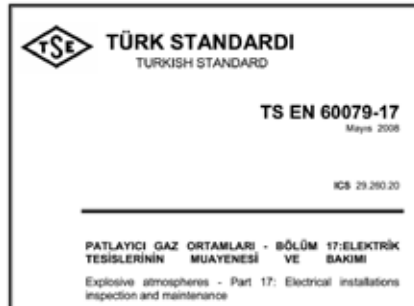 TSE
TÜRK STANDARDI
TURKISH STANDARD
TS EN 60079-17
Mayıs 2008
ICS 29.260.20
PATLAYICI GAZ ORTAMLARI - BÖLÜM 17:ELEKTRİK
TESİSLERİNİN MUAYENESİ VE BAKIMI
Explosive atmospheres - Part 17: Electrical installations
inspection and maintenance